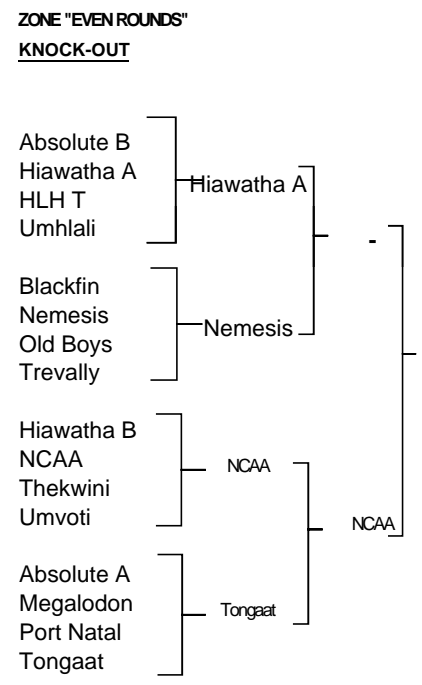 ZONE "EVEN ROUNDS"
KNOCK-OUT
Absolute B
Hiawatha A
HLH T
Umhlali
Hiawatha A
-
Blackfin
Nemesis
Old Boys
Trevally
Nemesis
Hiawatha B
NCAA
Thekwini
Umvoti
NCAA
NCAA
Absolute A
Megalodon
Port Natal
Tongaat
Tongaat